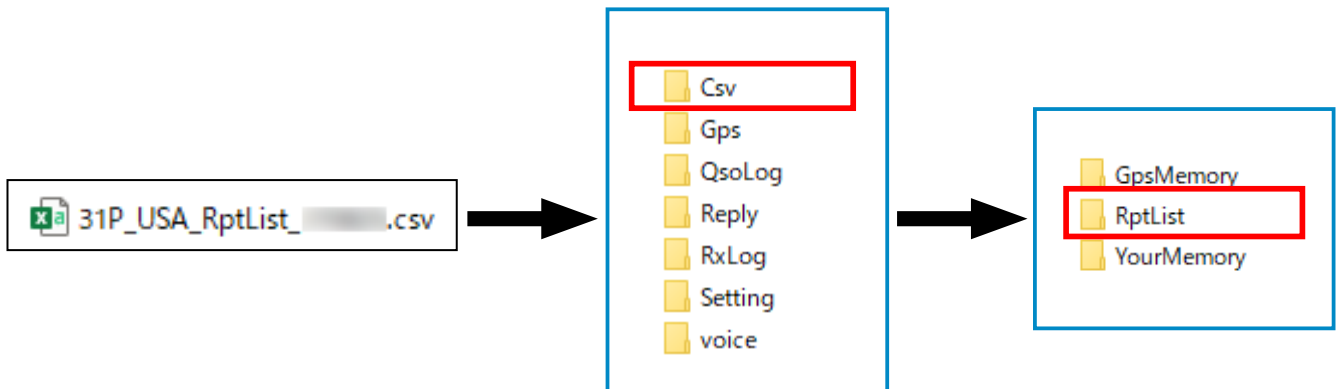 31P_USA_RptList_ .csv
Csv
Gps
QsoLog
Reply
RxLog
Setting
voice
GpsMemory
RptList
YourMemory